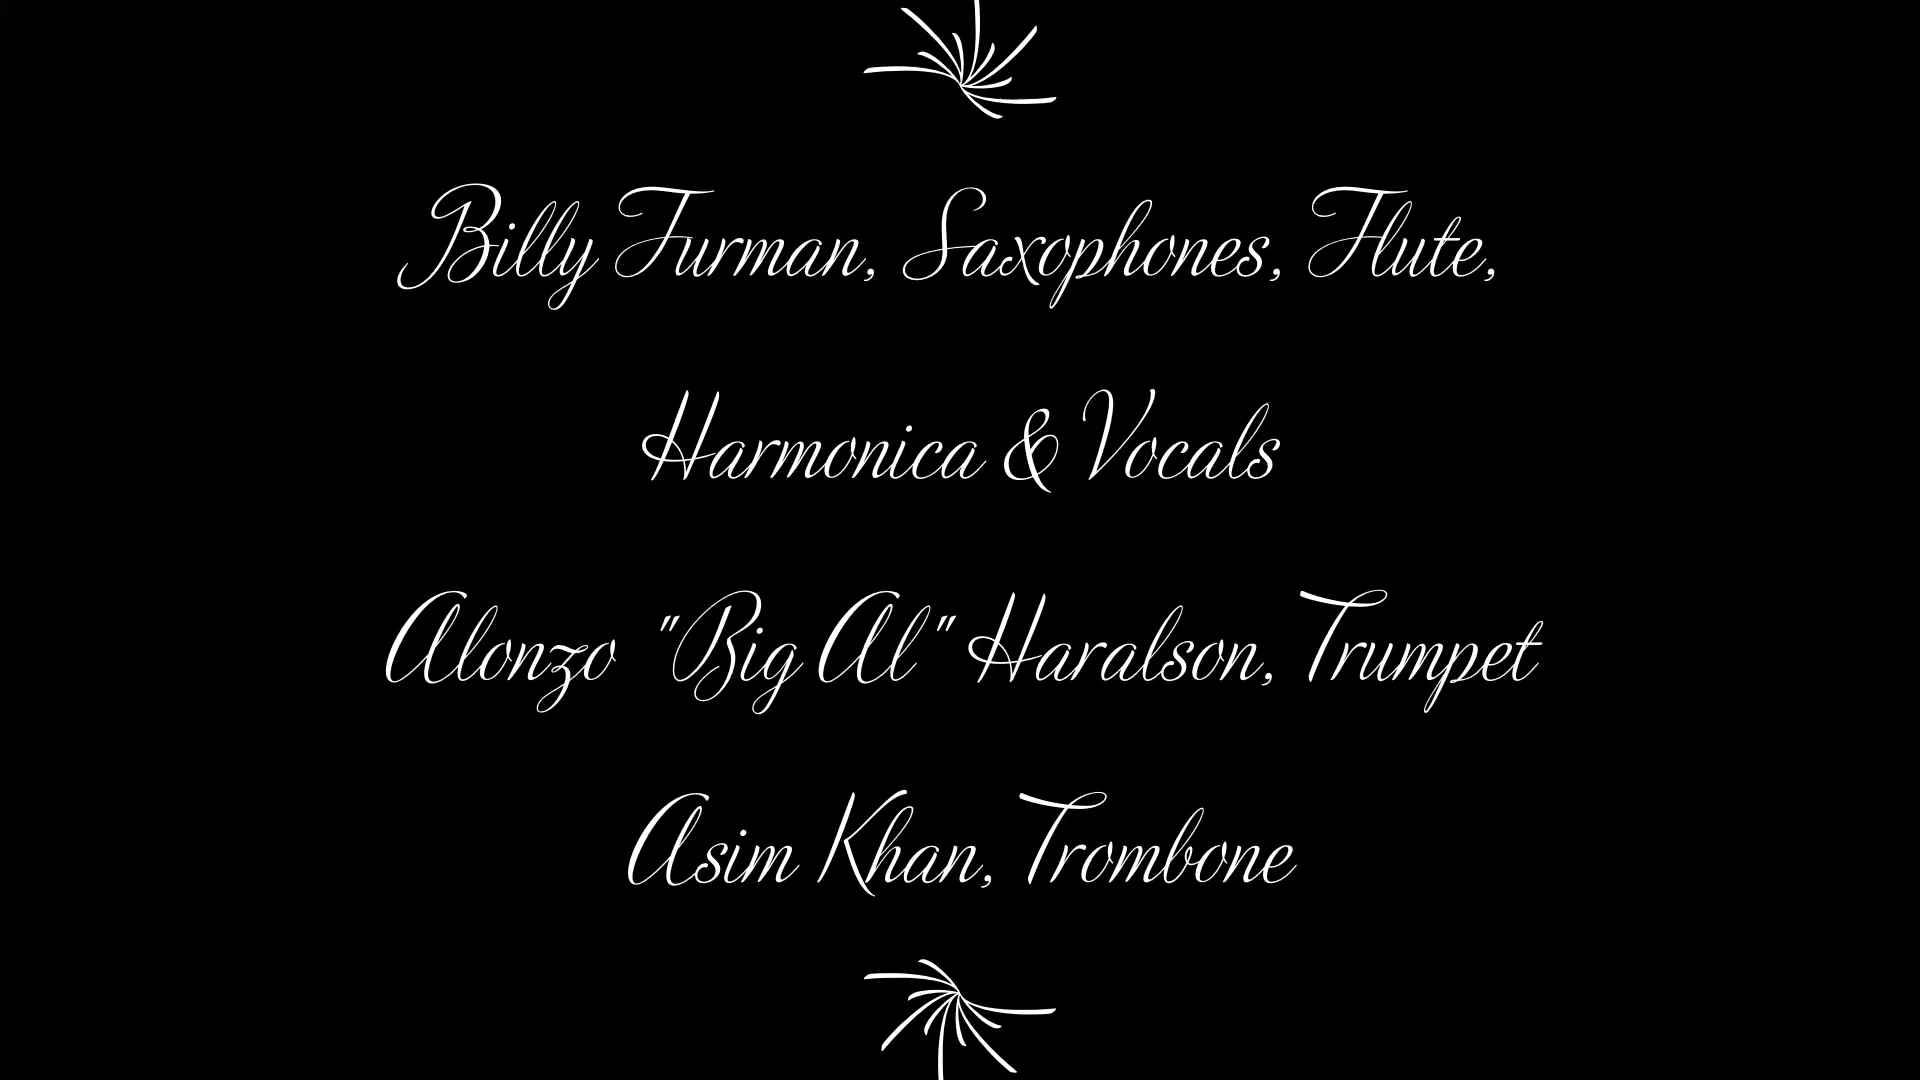 Billy Furman, Saxophones, Flute,
Harmonica & Vocals
Alonzo "Big Al" Haralson, Trumpet
Asim Khan, Trombone